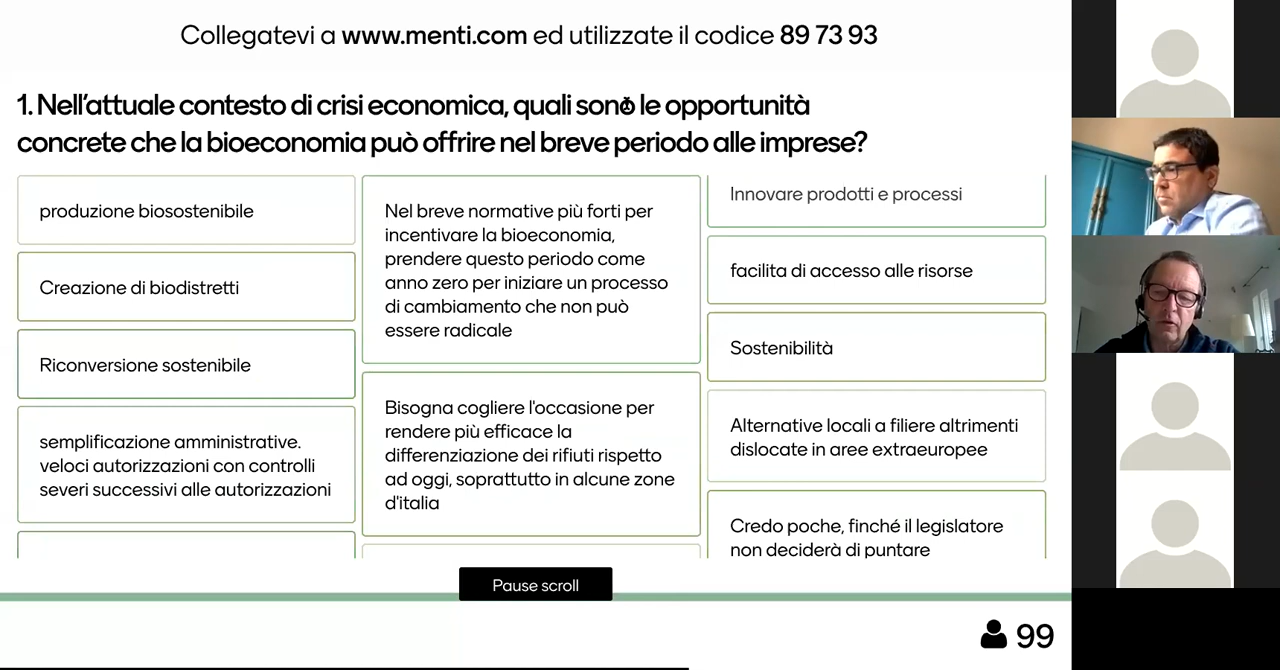 Collegatevi a www.menti.com ed utilizzate il codice 89 73 93
1. Nell'attuale contesto di crisi economica, quali sono le opportunità
concrete che la bioeconomia può offrire nel breve periodo alle imprese?
produzione biosostenibile
Creazione di biodistretti
Riconversione sostenibile
semplificazione amministrative.
veloci autorizzazioni con controlli
severi successivi alle autorizzazioni
Nel breve normative più forti per
incentivare la bioeconomia,
prendere questo periodo come
anno zero per iniziare un processo
di cambiamento che non può
essere radicale
Bisogna cogliere l'occasione per
rendere più efficace la
differenziazione dei rifiuti rispetto
ad oggi, soprattutto in alcune zone
d'italia
Innovare prodotti e processi
facilita di accesso alle risorse
Sostenibilità
Alternative locali a filiere altrimenti
dislocate in aree extraeuropee
Credo poche, finché il legislatore
non deciderà di puntare
Pause scroll
99